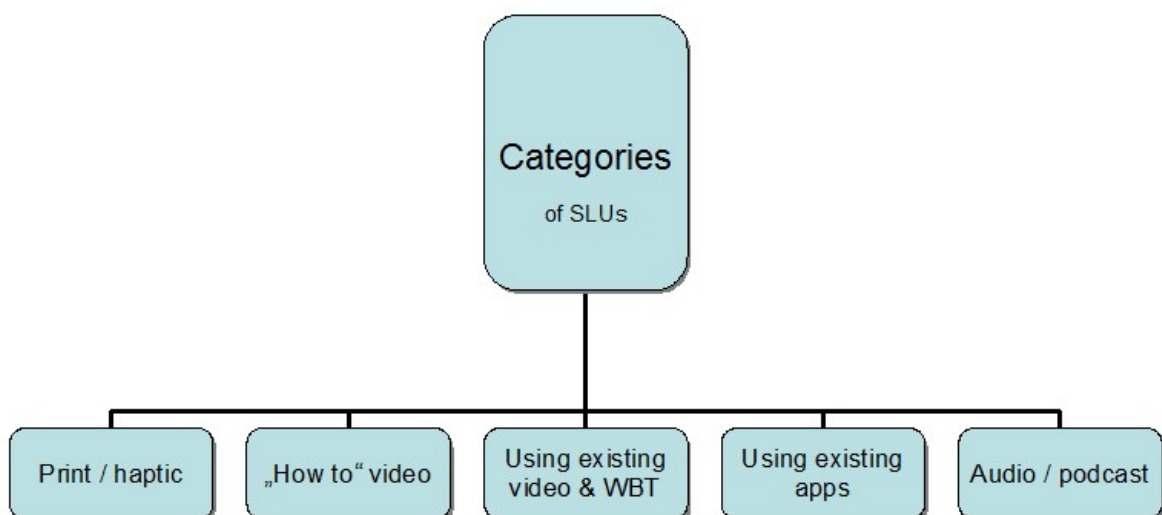 Categories
of SLUs
Print / haptic
„How to“ video
Using existing
video & WBT
Using existing
apps
Audio / podcast